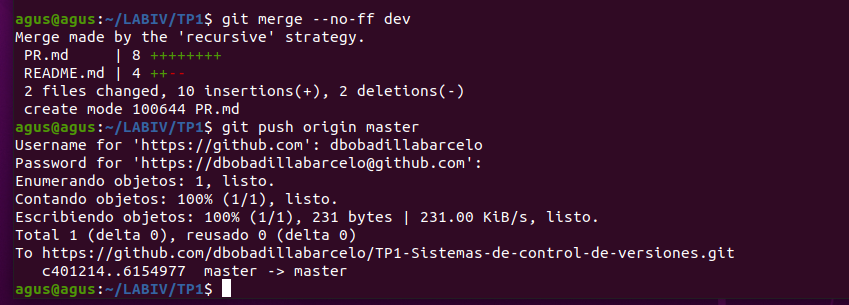 agus@agus:~/LABIV/TP1$ git merge --no-ff dev
Merge made by the 'recursive' strategy.
 PR.md     | 8 ++++++++
 README.md | 4 ++--
 2 files changed, 10 insertions(+), 2 deletions(-)
 create mode 100644 PR.md
agus@agus:~/LABIV/TP1$ git push origin master
Username for 'https://github.com': dbobadillabarcelo
Password for 'https://dbobadillabarcelo@github.com':
Enumerando objetos: 1, listo.
Contando objetos: 100% (1/1), listo.
Escribiendo objetos: 100% (1/1), 231 bytes | 231.00 KiB/s, listo.
Total 1 (delta 0), reusado 0 (delta 0)
To https://github.com/dbobadillabarcelo/TP1-Sistemas-de-control-de-versiones.git
   c401214..6154977  master -> master
agus@agus:~/LABIV/TP1$